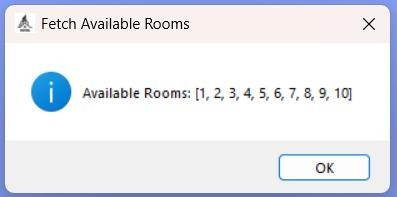 Fetch Available Rooms
Available Rooms: [1, 2, 3, 4, 5, 6, 7, 8, 9, 10]
OK